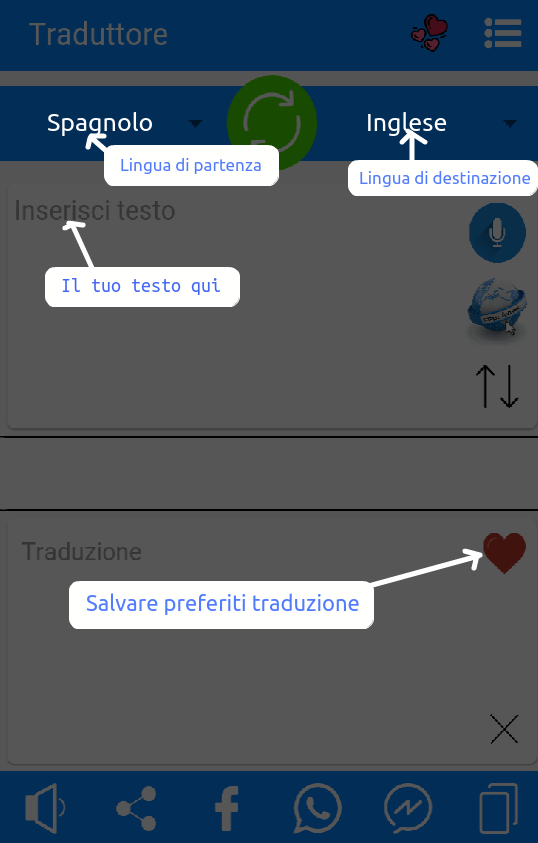 Traduttore
Spagnolo
Inglese
Lingua di partenza
Lingua di destinazione
Inserisci testo
Il tuo testo qui
Traduzione
Salvare preferiti traduzione